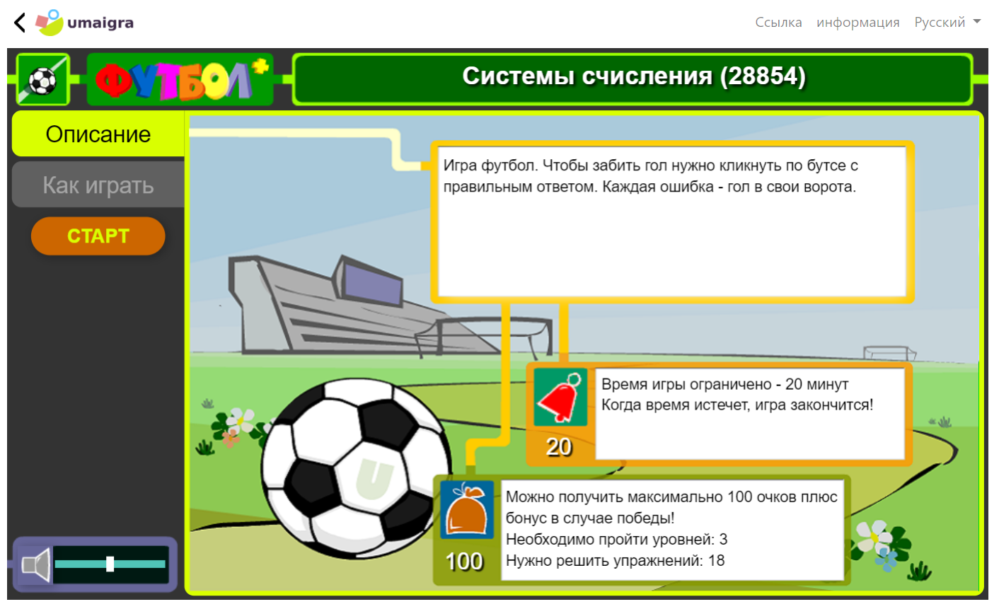 umaigra
Ссылка информация Русский
ФУТБОЛ+
Системы счисления (28854)
Описание
Как играть
СТАРТ
Игра футбол. Чтобы забить гол нужно кликнуть по бутсе с
правильным ответом. Каждая ошибка - гол в свои ворота.
Время игры ограничено - 20 минут
Когда время истечет, игра закончится!
20
U
Можно получить максимально 100 очков плюс
бонус в случае победы!
Необходимо пройти уровней: 3
Нужно решить упражнений: 18
100